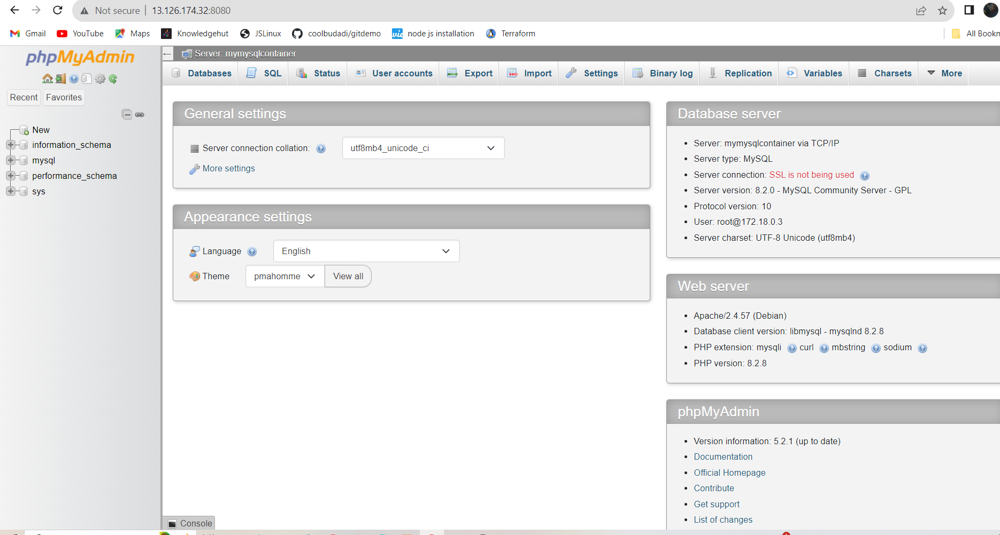 Not secure | 13.126.174.32:8080
Gmail YouTube Maps Knowledgehut JSLinux coolbudadi/gitdemo node js installation Terraform All Bookm
phpMyAdmin
Recent Favorites
New
information_schema
mysql
performance_schema
sys
Server: mymysqlcontainer
Databases SQL Status User accounts Export Import Settings Binary log Replication Variables Charsets More
General settings
Server connection collation: utf8mb4_unicode_ci
More settings
Appearance settings
Language English
Theme pmahomme View all
Database server
Server: mymysqlcontainer via TCP/IP
Server type: MySQL
Server connection: SSL is not being used
Server version: 8.2.0 - MySQL Community Server - GPL
Protocol version: 10
User: root@172.18.0.3
Server charset: UTF-8 Unicode (utf8mb4)
Web server
Apache/2.4.57 (Debian)
Database client version: libmysql - mysqlnd 8.2.8
PHP extension: mysqli curl mbstring sodium
PHP version: 8.2.8
phpMyAdmin
Version information: 5.2.1 (up to date)
Documentation
Official Homepage
Contribute
Get support
List of changes
Console